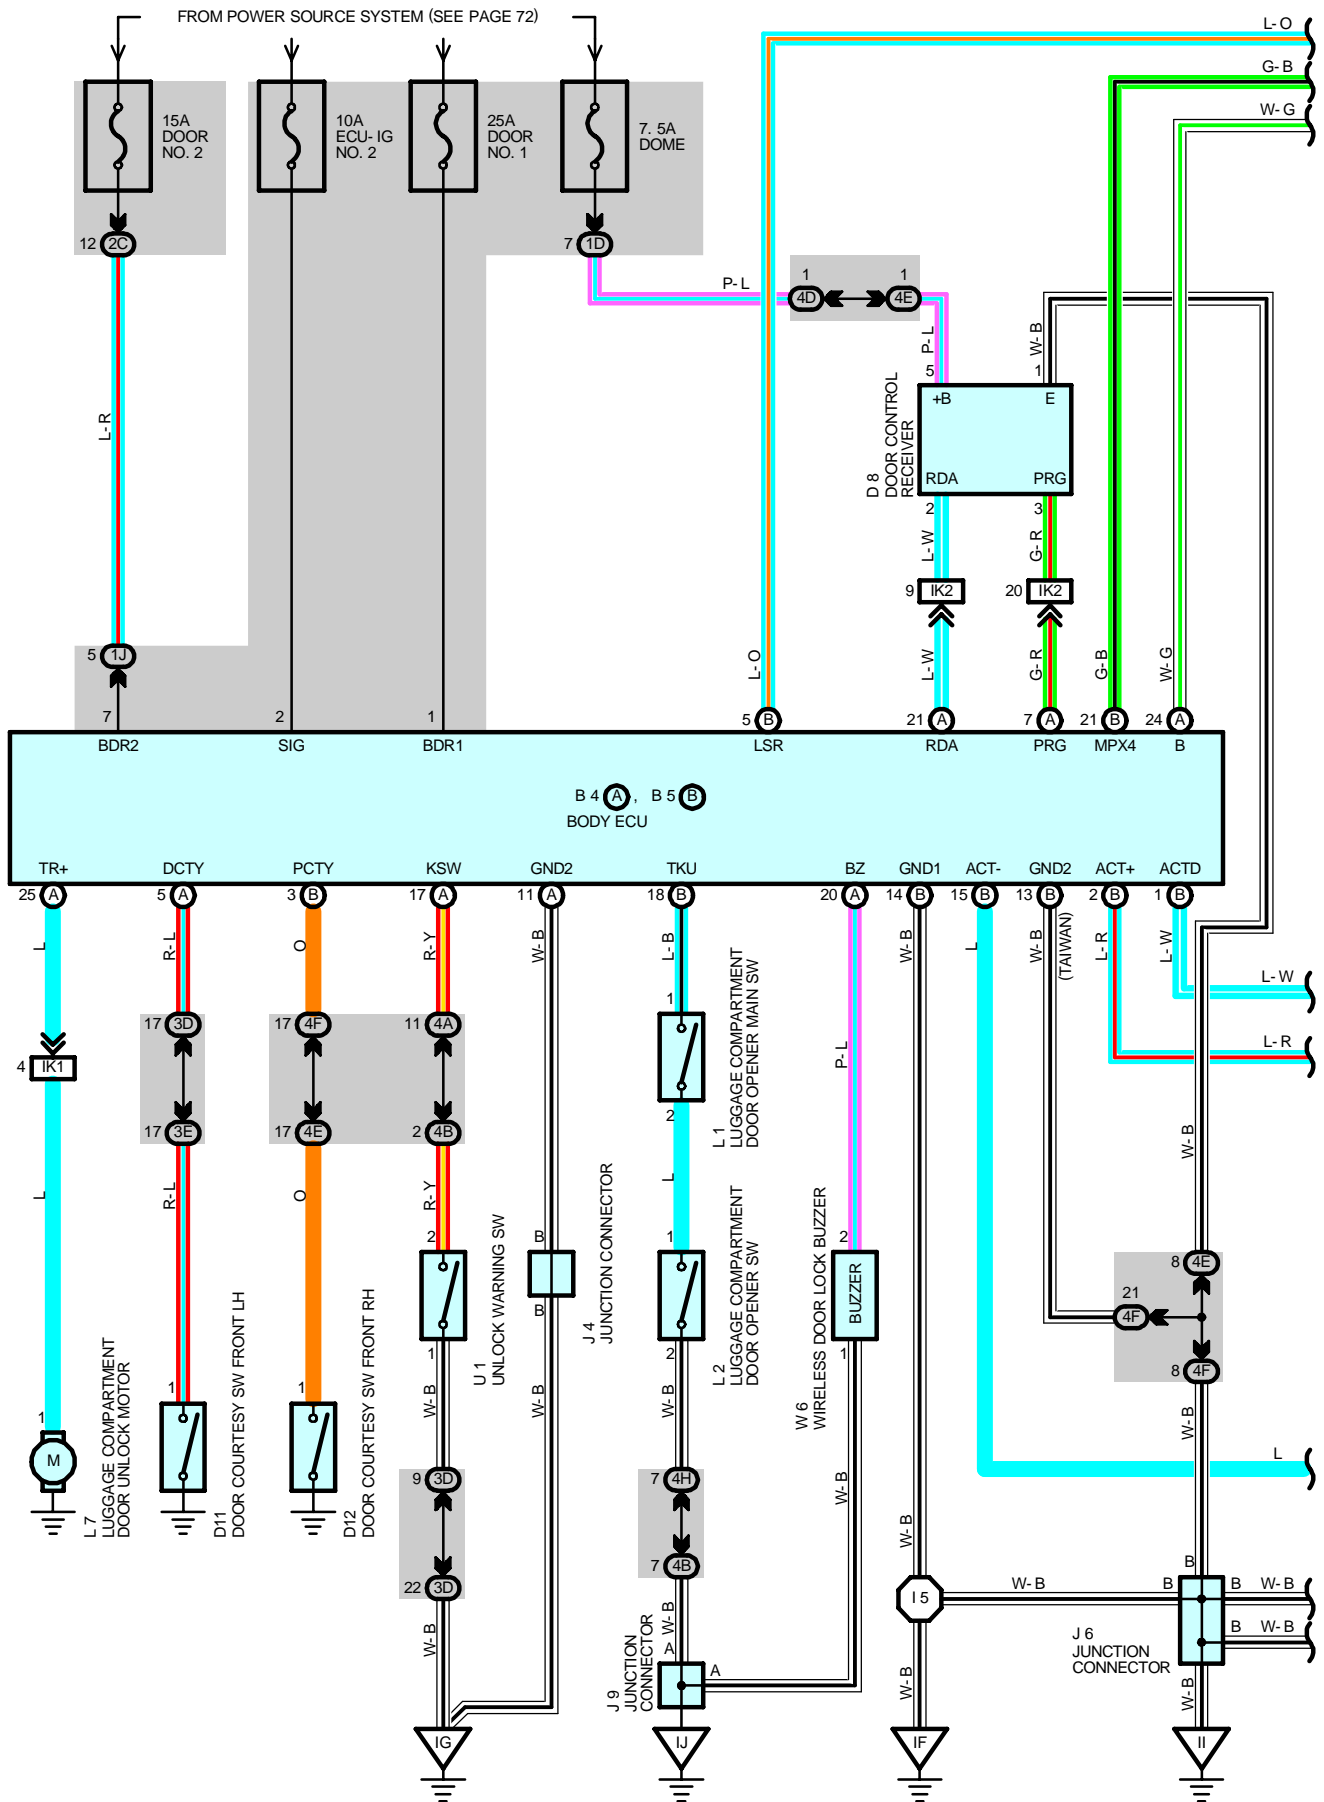 FROM POWER SOURCE SYSTEM (SEE PAGE 72)
L- O
G- B
W- G
15A
DOOR
NO. 2
10A
ECU- IG
NO. 2
25A
DOOR
NO. 1
7. 5A
DOME
12 2C
7 1D
P- L
1 1
4D 4E
L- R
P- L
W- B
5 1
+B E
D 8
DOOR CONTROL
RECEIVER
RDA PRG
2 3
L- W
G- R
9 IK2
20 IK2
5 1J
L- O
L- W
G- R
G- B
W- G
7 2 1
5 B
21 A
7 A
21 B
24 A
BDR2 SIG BDR1 LSR RDA PRG MPX4 B
B 4 A , B 5 B
BODY ECU
TR+ DCTY PCTY KSW GND2 TKU BZ GND1 ACT- GND2 ACT+ ACTD
25 A
5 A
3 B
17 A
11 A
18 B
20 A
14 B
15 B
13 B
2 B
1 B
L
R- L
O
R- Y
W- B
L- B
W- B
L
W- B
(TAIWAN)
L- R
L- W
L- W
L- R
1
17 3D
17 4F
11 4A
4 IK1
P- L
2
L 1
LUGGAGE COMPARTMENT
DOOR OPENER MAIN SW
17 3E
17 4E
2 4B
W- B
L
R- L
O
R- Y
L
2
U 1
UNLOCK WARNING SW
B
B
J 4
JUNCTION CONNECTOR
1
L 2
LUGGAGE COMPARTMENT
DOOR OPENER SW
2
BUZZER
W 6
WIRELESS DOOR LOCK BUZZER
8 4E
21
4F
8 4F
1
2
1
W- B
W- B
W- B
W- B
1
1
1
M
L 7
LUGGAGE COMPARTMENT
DOOR UNLOCK MOTOR
D11
DOOR COURTESY SW FRONT LH
D12
DOOR COURTESY SW FRONT RH
9 3D
7 4H
W- B
L
W- B
22 3D
7 4B
B
I 5
W- B
B
B W- B
B W- B
W- B
W- B
A
A
J 9
JUNCTION
CONNECTOR
J 6
JUNCTION
CONNECTOR
W- B
W- B
IG
IJ
IF
II